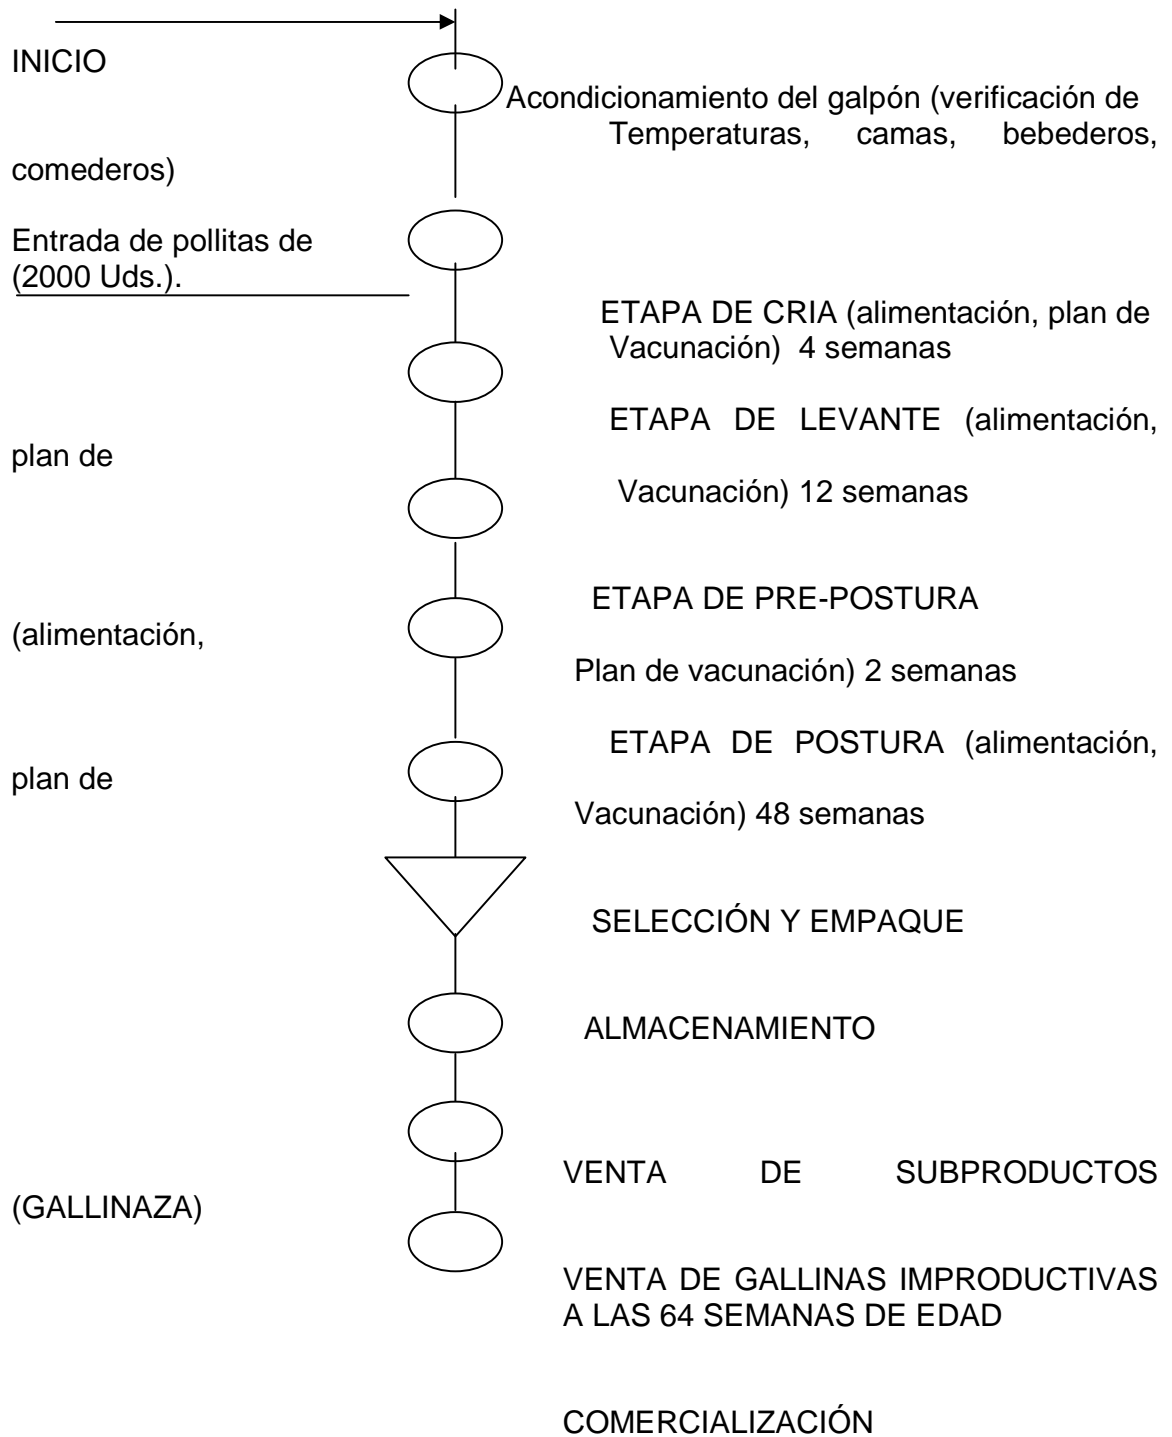 INICIO
Acondicionamiento del galpón (verificación de
Temperaturas, camas, bebederos,
comederos)
Entrada de pollitas de
(2000 Uds.).
ETAPA DE CRIA (alimentación, plan de
Vacunación) 4 semanas
ETAPA DE LEVANTE (alimentación,
plan de
Vacunación) 12 semanas
ETAPA DE PRE-POSTURA
(alimentación,
Plan de vacunación) 2 semanas
ETAPA DE POSTURA (alimentación,
plan de
Vacunación) 48 semanas
SELECCIÓN Y EMPAQUE
ALMACENAMIENTO
VENTA DE SUBPRODUCTOS
(GALLINAZA)
VENTA DE GALLINAS IMPRODUCTIVAS
A LAS 64 SEMANAS DE EDAD
COMERCIALIZACIÓN